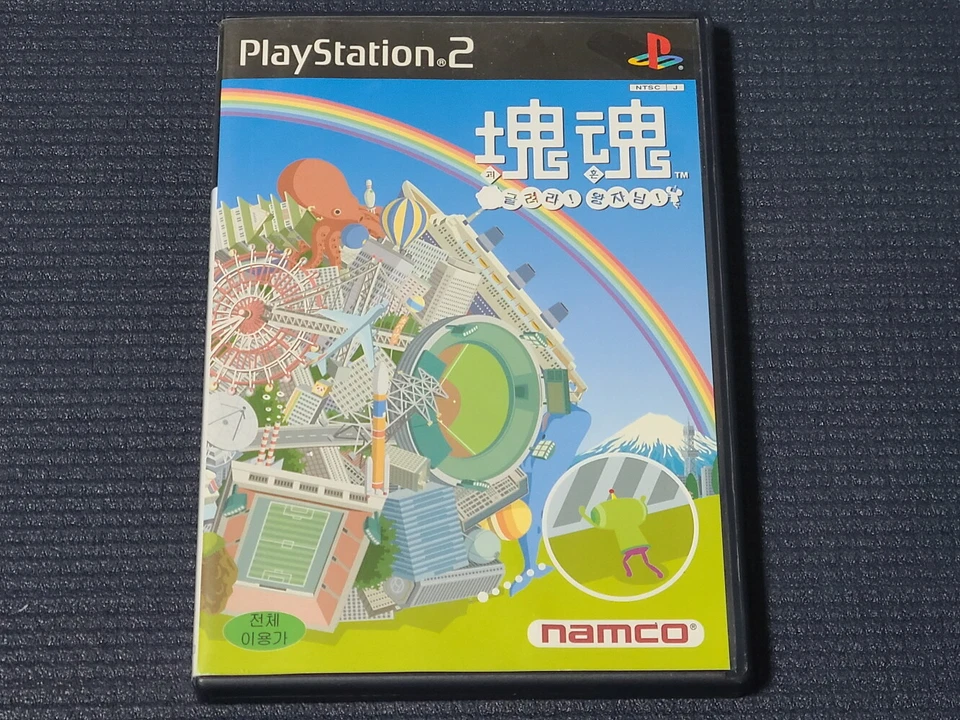 PlayStation®2
NTSC J
塊魂™
괴 혼
굴려라! 왕자님!
전체
이용가
namco®